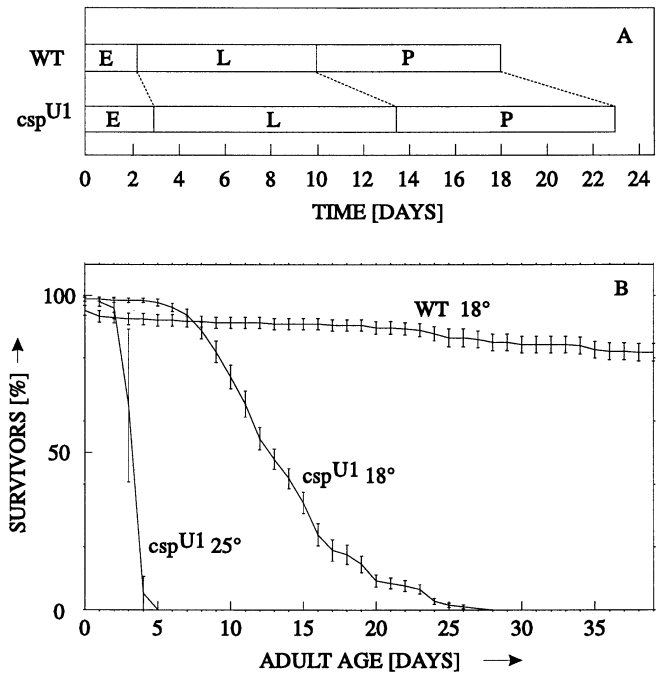 A
WT E L P
cspU1 E L P
0 2 4 6 8 10 12 14 16 18 20 22 24
TIME [DAYS]
B
WT 18°
100
50
0
SURVIVORS [%]
cspU1 18°
cspU1 25°
0 5 10 15 20 25 30 35
ADULT AGE [DAYS]